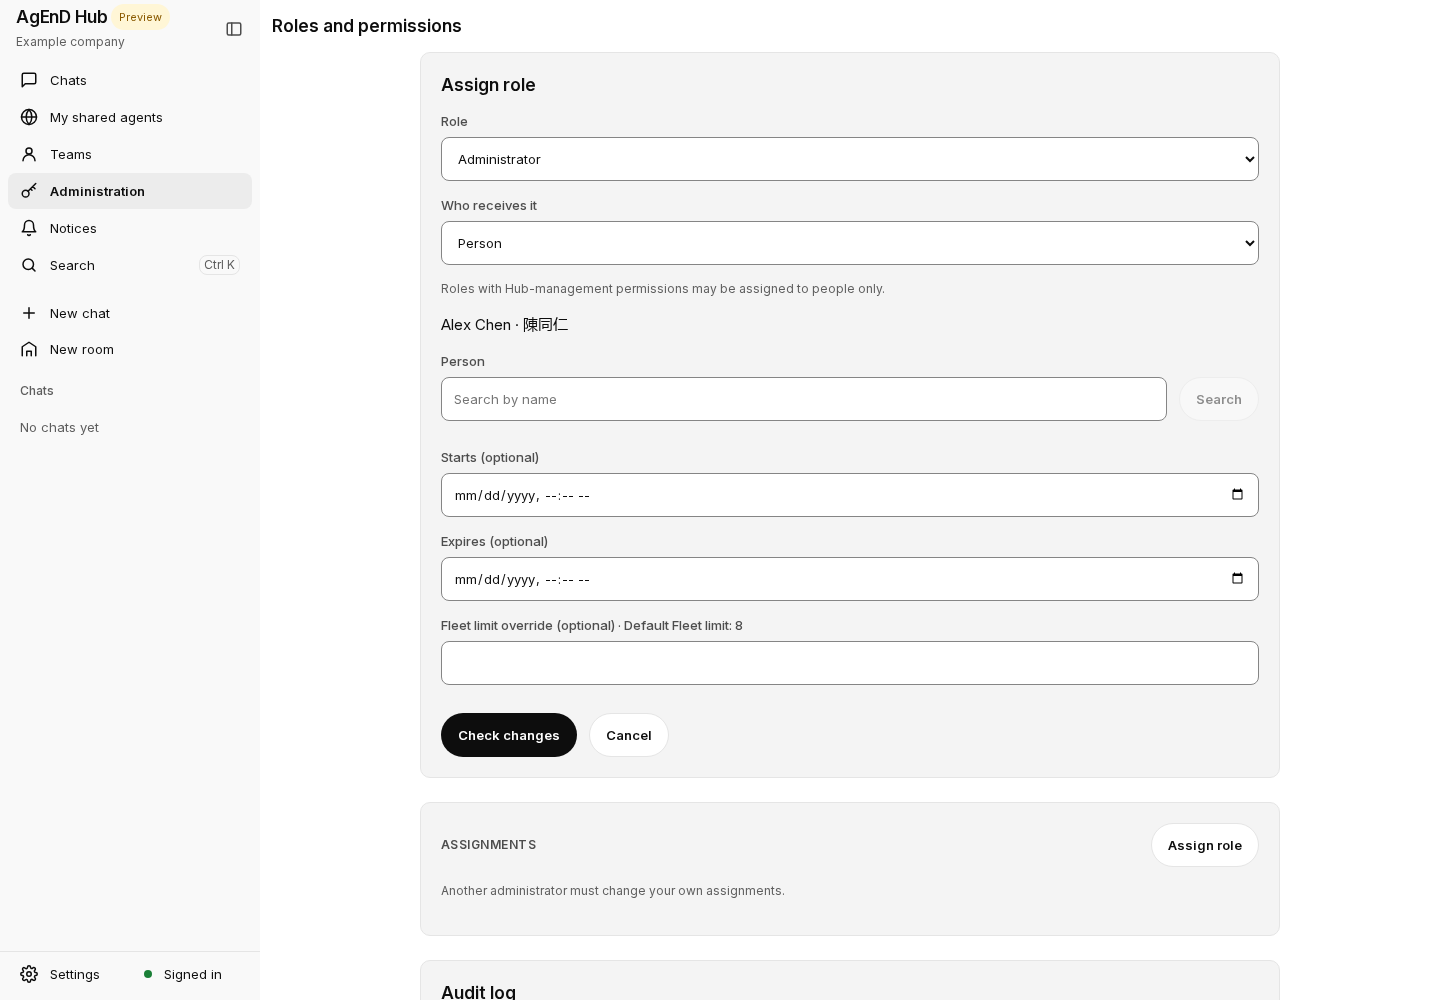 AgEnD Hub Preview
Example company
Chats
My shared agents
Teams
Administration
Notices
Search Ctrl K
New chat
New room
Chats
No chats yet
Settings
Signed in
Roles and permissions
Assign role
Role
Administrator
Who receives it
Person
Roles with Hub-management permissions may be assigned to people only.
Alex Chen · 陳同仁
Person
Search by name Search
Starts (optional)
mm/dd/yyyy, --:-- --
Expires (optional)
mm/dd/yyyy, --:-- --
Fleet limit override (optional) · Default Fleet limit: 8
Check changes Cancel
ASSIGNMENTS Assign role
Another administrator must change your own assignments.
Audit log